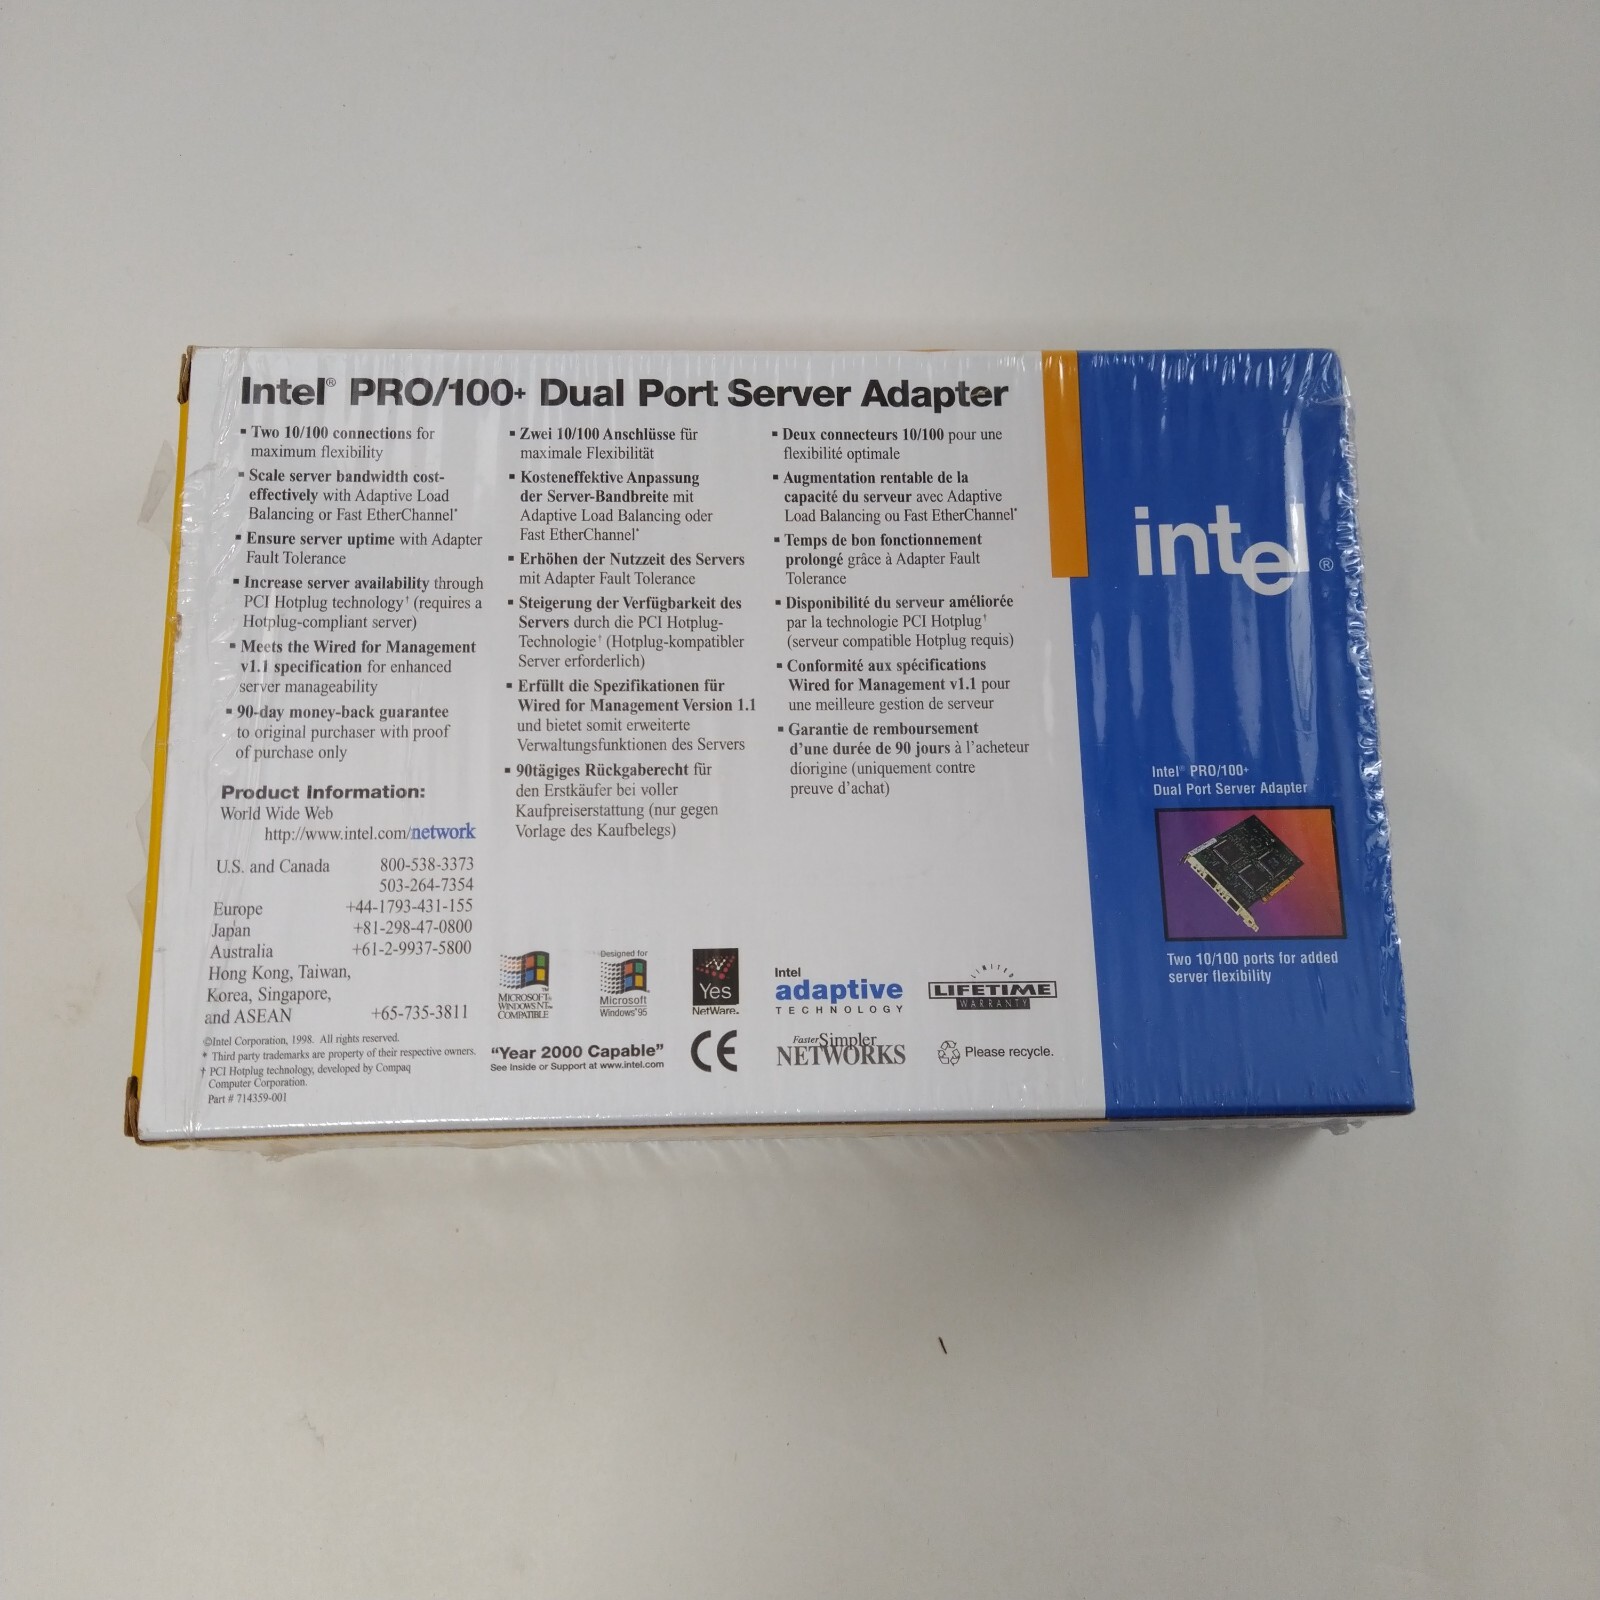 Intel® PRO/100+ Dual Port Server Adapter
▪ Two 10/100 connections for
maximum flexibility
▪ Scale server bandwidth cost-
effectively with Adaptive Load
Balancing or Fast EtherChannel*
▪ Ensure server uptime with Adapter
Fault Tolerance
▪ Increase server availability through
PCI Hotplug technology† (requires a
Hotplug-compliant server)
▪ Meets the Wired for Management
v1.1 specification for enhanced
server manageability
▪ 90-day money-back guarantee
to original purchaser with proof
of purchase only
Product Information:
World Wide Web
http://www.intel.com/network
U.S. and Canada 800-538-3373
503-264-7354
Europe +44-1793-431-155
Japan +81-298-47-0800
Australia +61-2-9937-5800
Hong Kong, Taiwan,
Korea, Singapore,
and ASEAN +65-735-3811
©Intel Corporation, 1998. All rights reserved.
* Third party trademarks are property of their respective owners.
† PCI Hotplug technology, developed by Compaq
Computer Corporation.
Part # 714359-001
▪ Zwei 10/100 Anschlüsse für
maximale Flexibilität
▪ Kosteneffektive Anpassung
der Server-Bandbreite mit
Adaptive Load Balancing oder
Fast EtherChannel*
▪ Erhöhen der Nutzzeit des Servers
mit Adapter Fault Tolerance
▪ Steigerung der Verfügbarkeit des
Servers durch die PCI Hotplug-
Technologie† (Hotplug-kompatibler
Server erforderlich)
▪ Erfüllt die Spezifikationen für
Wired for Management Version 1.1
und bietet somit erweiterte
Verwaltungsfunktionen des Servers
▪ 90tägiges Rückgaberecht für
den Erstkäufer bei voller
Kaufpreiserstattung (nur gegen
Vorlage des Kaufbelegs)
▪ Deux connecteurs 10/100 pour une
flexibilité optimale
▪ Augmentation rentable de la
capacité du serveur avec Adaptive
Load Balancing ou Fast EtherChannel*
▪ Temps de bon fonctionnement
prolongé grâce à Adapter Fault
Tolerance
▪ Disponibilité du serveur améliorée
par la technologie PCI Hotplug†
(serveur compatible Hotplug requis)
▪ Conformité aux spécifications
Wired for Management v1.1 pour
une meilleure gestion de serveur
▪ Garantie de remboursement
d'une durée de 90 jours à l'acheteur
díorigine (uniquement contre
preuve d'achat)
MICROSOFT®
WINDOWS NT™
COMPATIBLE
Designed for
Microsoft®
Windows®95
Yes
NetWare®
Intel
adaptive
TECHNOLOGY
LIMITED
LIFETIME
WARRANTY
"Year 2000 Capable"
See Inside or Support at www.intel.com
CE
Faster Simpler
NETWORKS
Please recycle.
intel®
Intel® PRO/100+
Dual Port Server Adapter
Two 10/100 ports for added
server flexibility